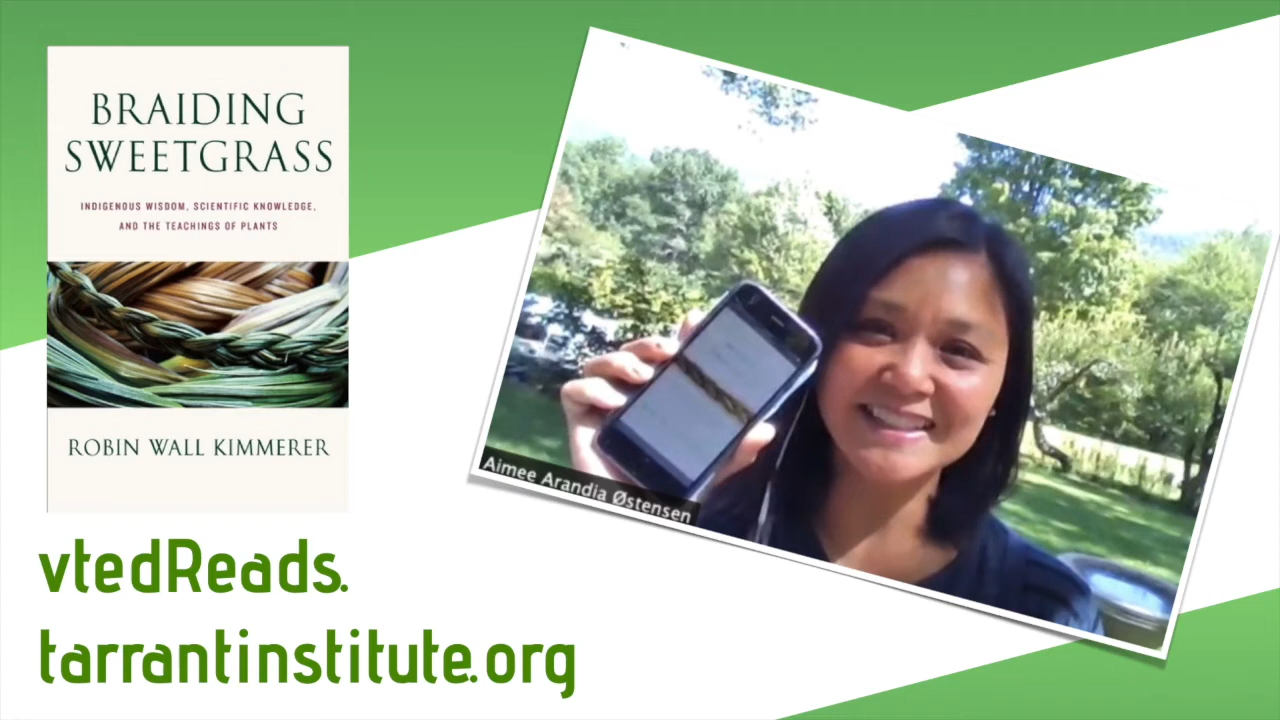 BRAIDING
SWEETGRASS
INDIGENOUS WISDOM, SCIENTIFIC KNOWLEDGE,
AND THE TEACHINGS OF PLANTS
ROBIN WALL KIMMERER
Aimee Arandia Østensen
vtedReads.
tarrantinstitute.org